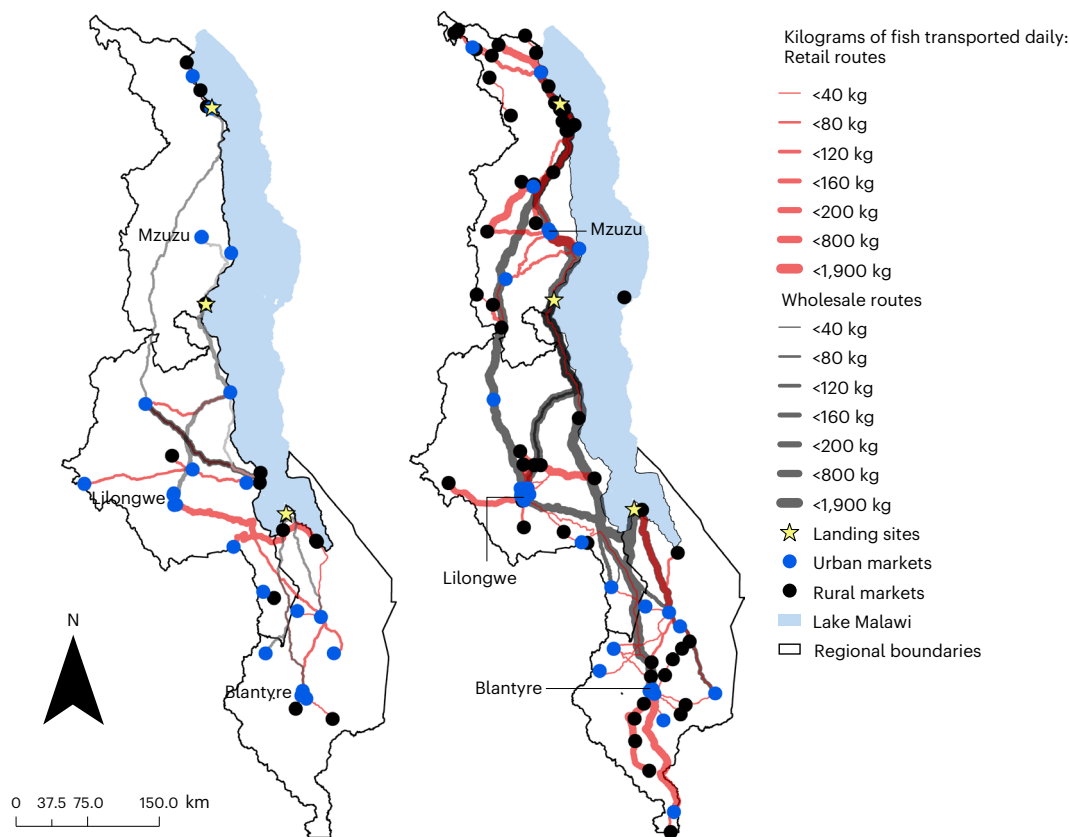 Kilograms of fish transported daily:
Retail routes
<40 kg
<80 kg
<120 kg
<160 kg
<200 kg
<800 kg
<1,900 kg
Wholesale routes
<40 kg
<80 kg
<120 kg
<160 kg
<200 kg
<800 kg
<1,900 kg
Landing sites
Urban markets
Rural markets
Lake Malawi
Regional boundaries
Mzuzu
Lilongwe
Blantyre
Mzuzu
Lilongwe
Blantyre
N
0 37.5 75.0 150.0 km